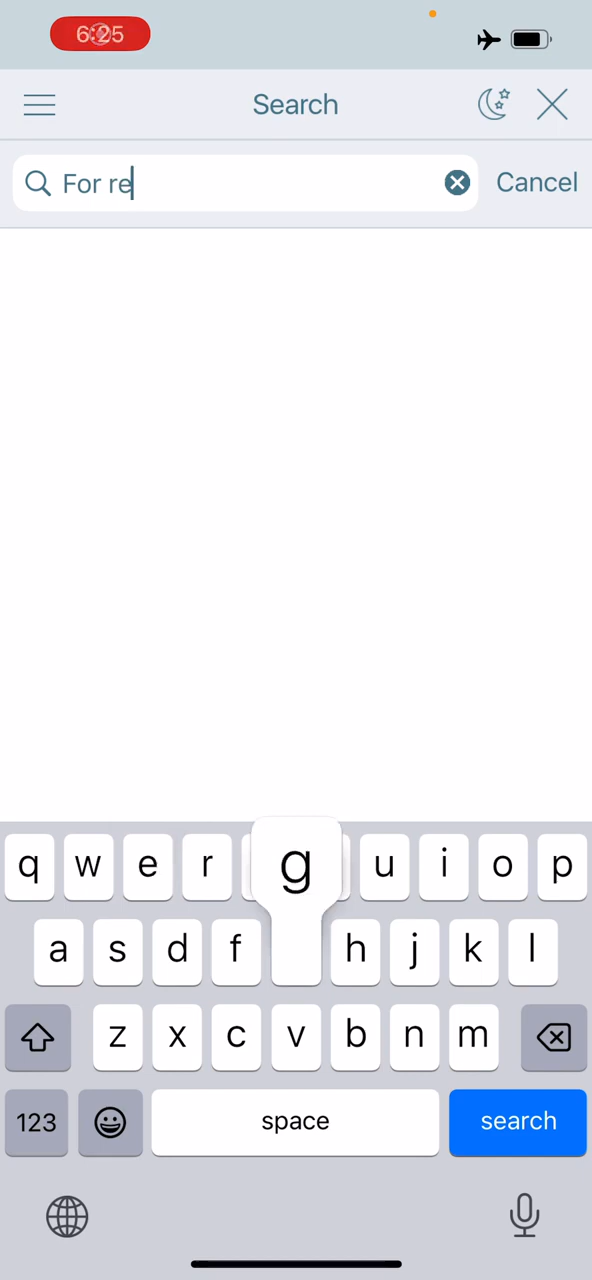 6:25
Search
For re
Cancel
q w e r u i o p
g
a s d f h j k l
z x c v b n m
123 space search